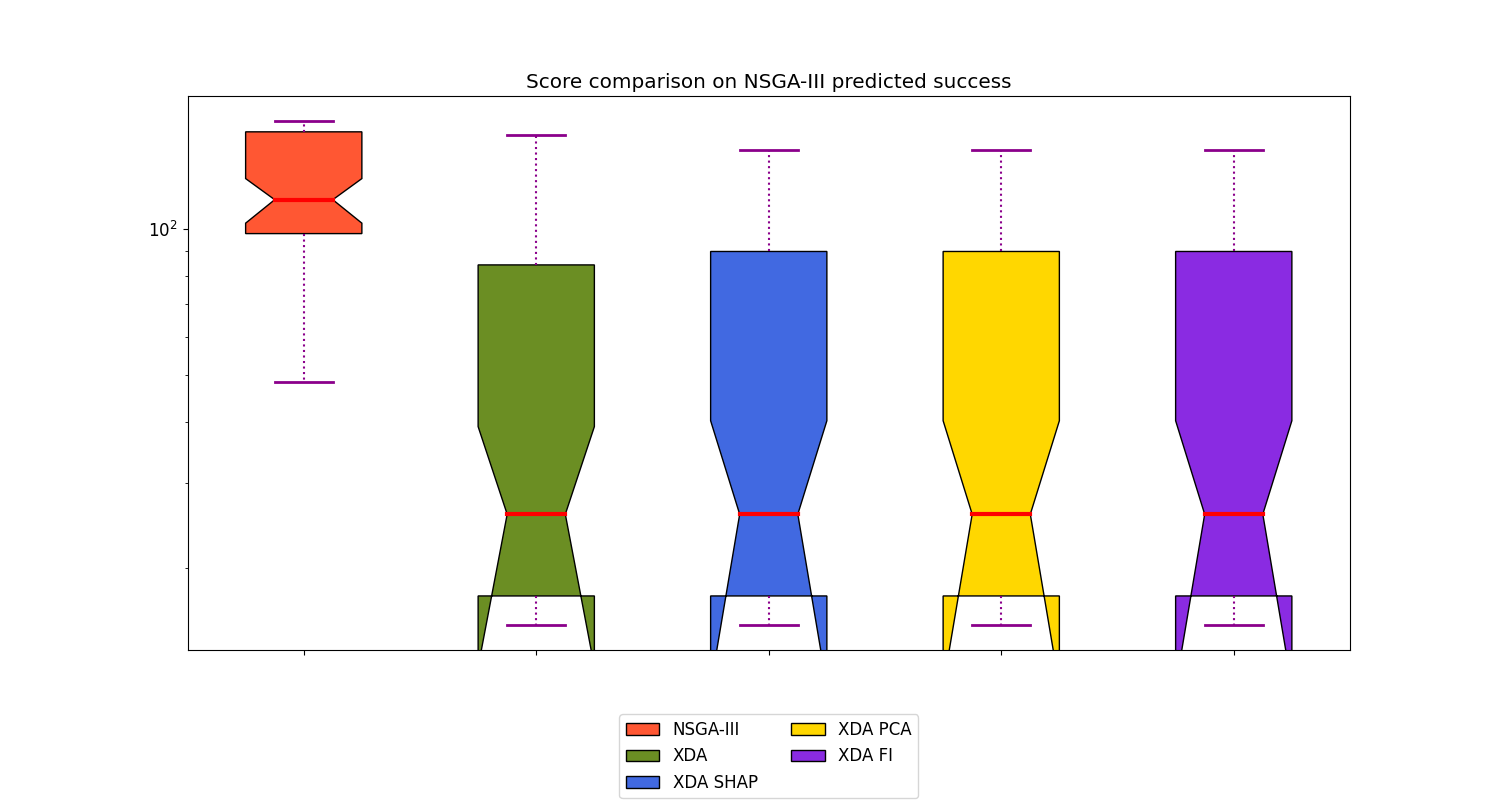 Score comparison on NSGA-III predicted success
10²
NSGA-III
XDA
XDA SHAP
XDA PCA
XDA FI